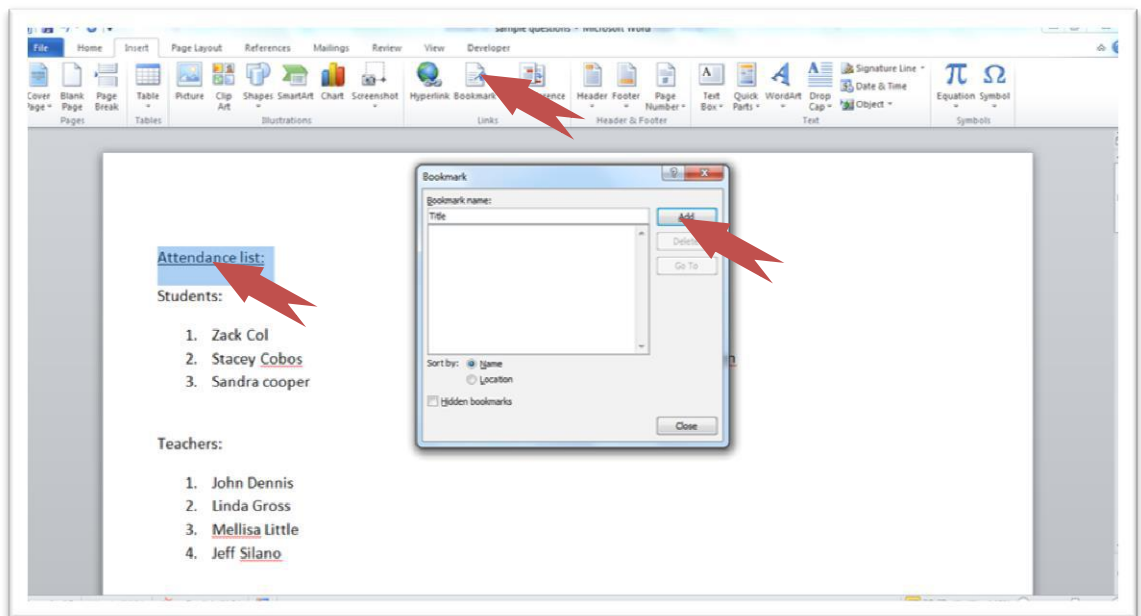 sample questions - Microsoft Word
File Home Insert Page Layout References Mailings Review View Developer
Cover Page Blank Page Page Break Table Picture Clip Art Shapes SmartArt Chart Screenshot Hyperlink Bookmark Header Footer Page Number Text Box Quick Parts WordArt Drop Cap Signature Line Date & Time Object Equation Symbol
Pages Tables Illustrations Links Header & Footer Text Symbols
Bookmark
Bookmark name:
Title
Add
Delete
Go To
Sort by: Name
Location
Hidden bookmarks
Close
Attendance list:
Students:
1. Zack Col
2. Stacey Cobos
3. Sandra cooper
Teachers:
1. John Dennis
2. Linda Gross
3. Mellisa Little
4. Jeff Silano